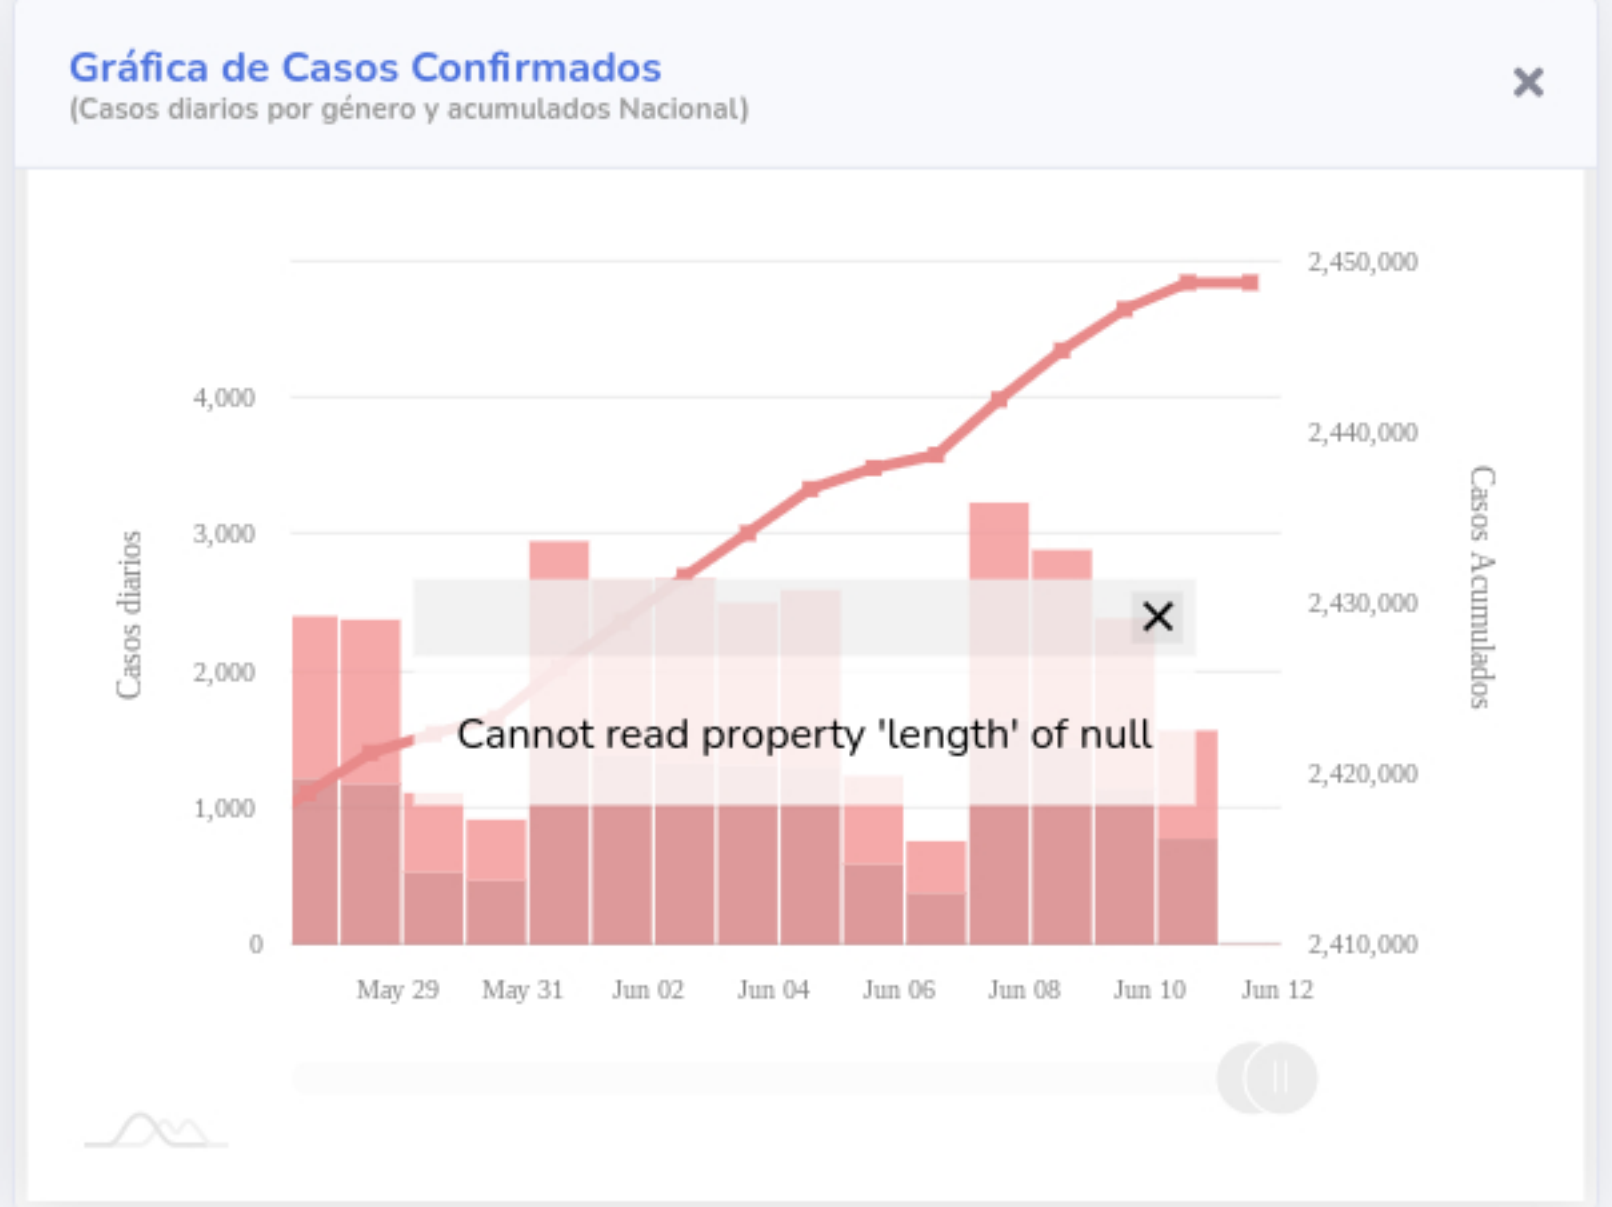 Gráfica de Casos Confirmados
(Casos diarios por género y acumulados Nacional)
Casos diarios
4,000
3,000
2,000
1,000
0
2,450,000
2,440,000
2,430,000
2,420,000
2,410,000
Casos Acumulados
Cannot read property 'length' of null
May 29
May 31
Jun 02
Jun 04
Jun 06
Jun 08
Jun 10
Jun 12